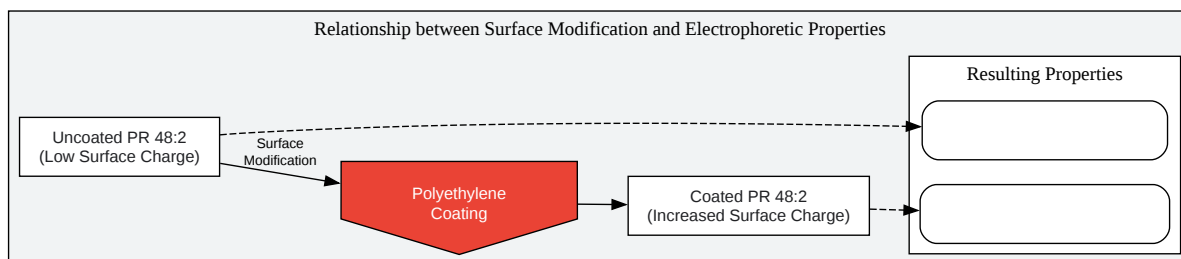 Relationship between Surface Modification and Electrophoretic Properties
Resulting Properties
Uncoated PR 48:2
(Low Surface Charge)
Surface
Modification
Polyethylene
Coating
Coated PR 48:2
(Increased Surface Charge)